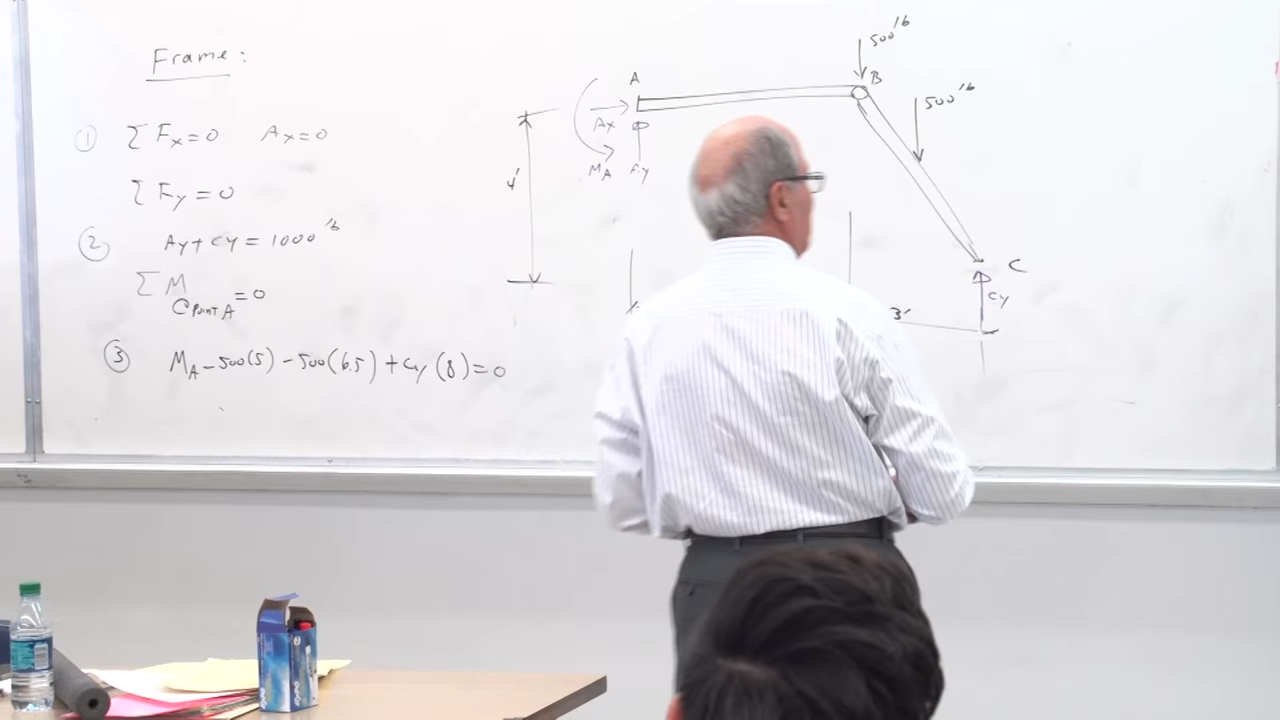 Frame:
① ΣFx=0 Ax=0
ΣFy=0
② Ay+Cy=1000 lb
ΣM
@Point A=0
③ MA-500(5)-500(6.5)+Cy(8)=0
500 lb
A
B
500 lb
Ax
4'
MA
Ay
C
Cy
3'